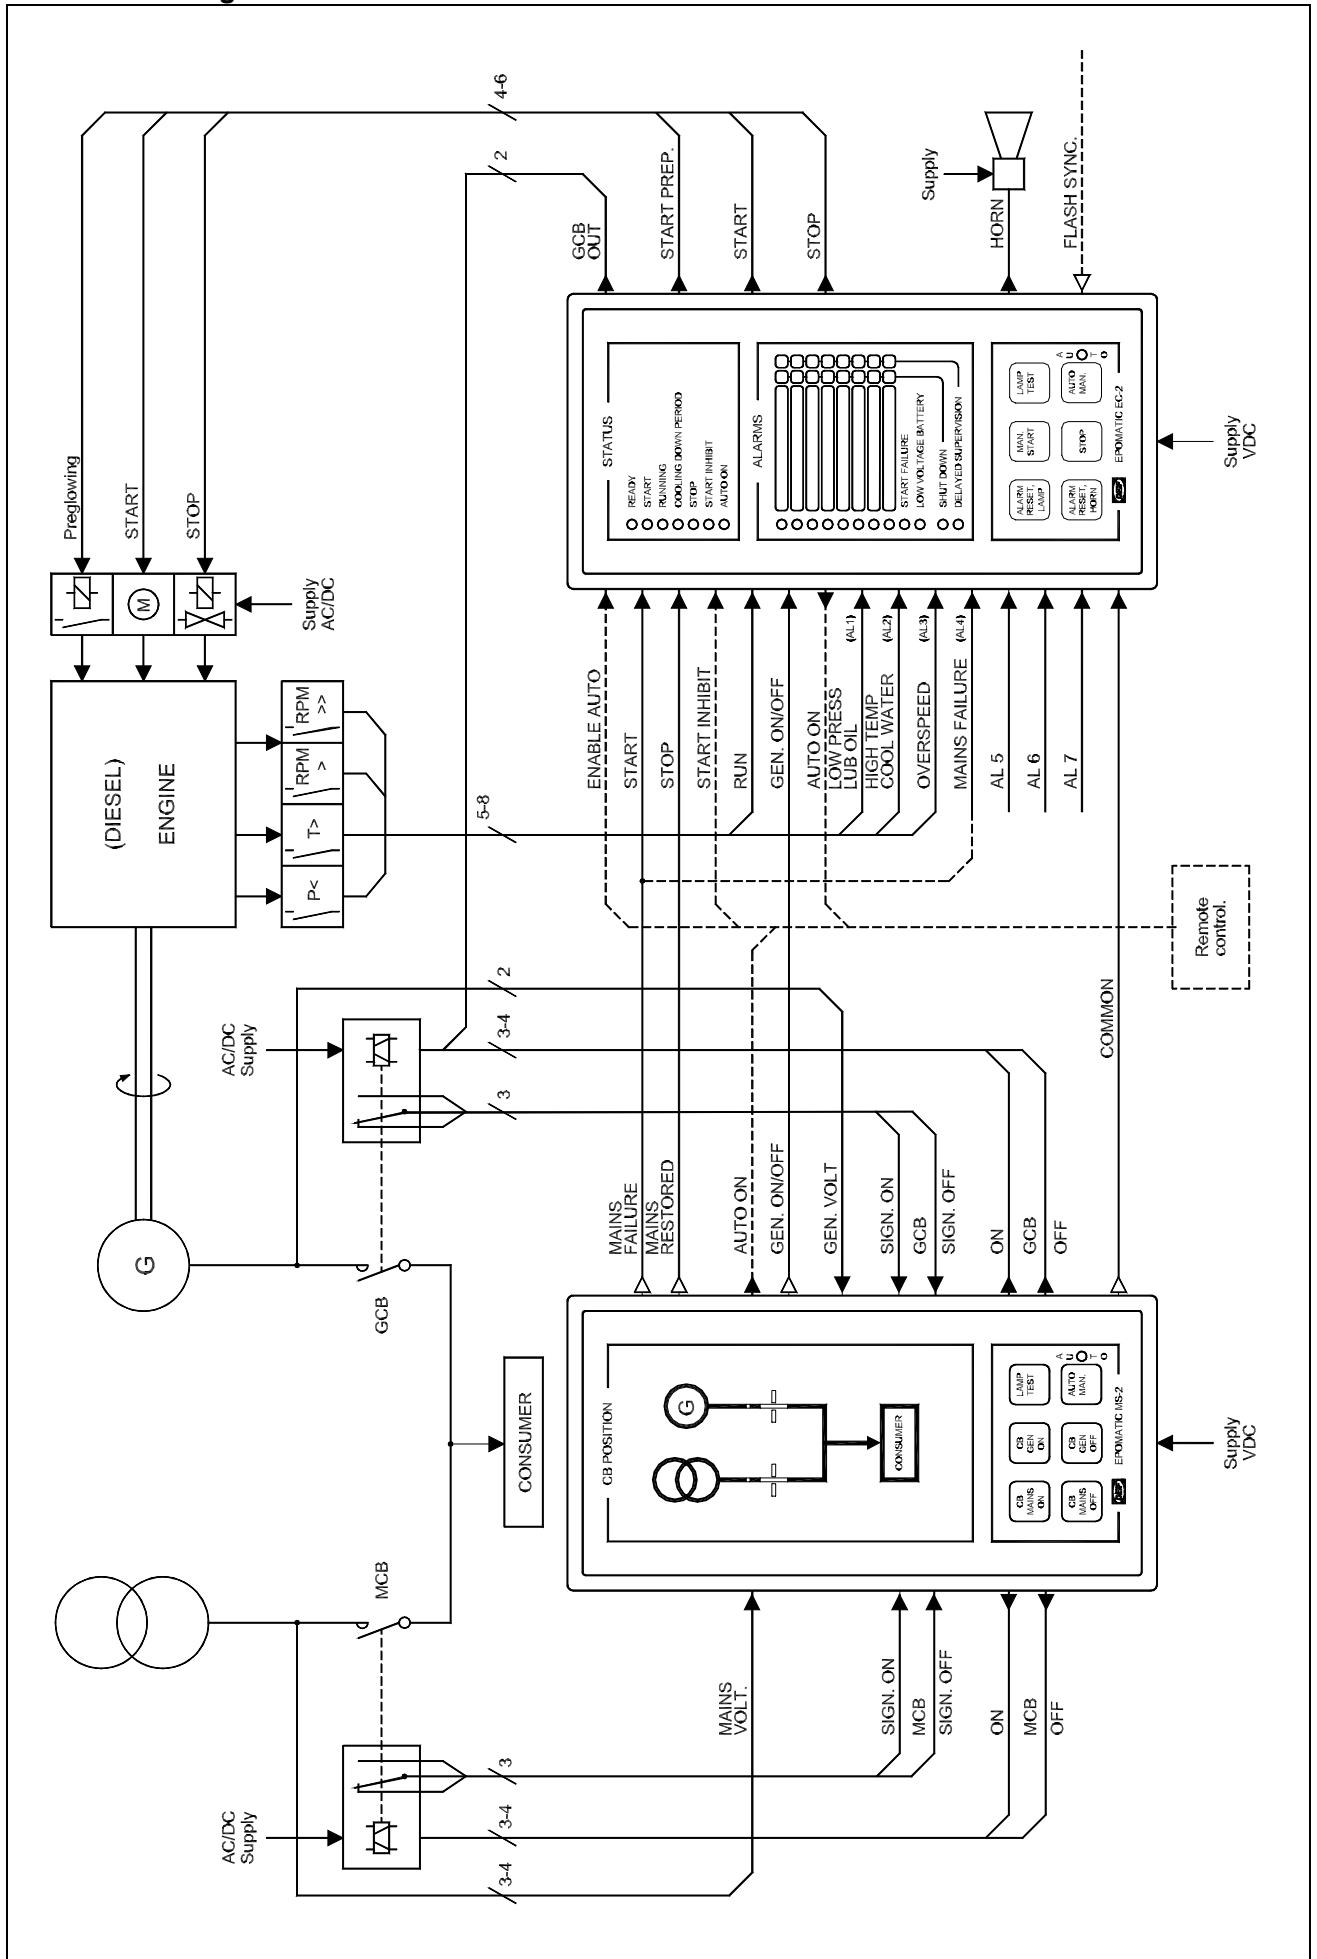 (DIESEL)
ENGINE
Preglowing
START
STOP
M
Supply
AC/DC
G
P<
T>
RPM
>
RPM
>>
AC/DC
Supply
MCB
GCB
AC/DC
Supply
3-4
3-4
3
CONSUMER
3
3-4
2
5-8
2
4-6
MAINS
VOLT.
SIGN. ON
MCB
SIGN. OFF
ON
MCB
OFF
CB POSITION
G
CONSUMER
CB
MAINS
ON
CB
GEN
ON
LAMP
TEST
CB
MAINS
OFF
CB
GEN
OFF
AUTO
MAN.
A
U
T
O
EPOMATIC MS-2
Supply
VDC
MAINS
FAILURE
MAINS
RESTORED
AUTO ON
GEN. ON/OFF
GEN. VOLT
SIGN. ON
GCB
SIGN. OFF
ON
GCB
OFF
COMMON
Remote
control.
ENABLE AUTO
START
STOP
START INHIBIT
RUN
GEN. ON/OFF
AUTO ON
LOW PRESS
LUB OIL
(AL1)
HIGH TEMP
COOL WATER
(AL2)
OVERSPEED
(AL3)
MAINS FAILURE
(AL4)
AL 5
AL 6
AL 7
STATUS
READY
START
RUNNING
COOLING DOWN PERIOD
STOP
START INHIBIT
AUTO ON
ALARMS
START FAILURE
LOW VOLTAGE BATTERY
SHUT DOWN
DELAYED SUPERVISION
ALARM
RESET,
LAMP
MAN.
START
LAMP
TEST
ALARM
RESET,
HORN
STOP
AUTO
MAN.
A
U
T
O
EPOMATIC EC-2
Supply
VDC
GCB
OUT
START PREP.
START
STOP
Supply
HORN
FLASH SYNC.